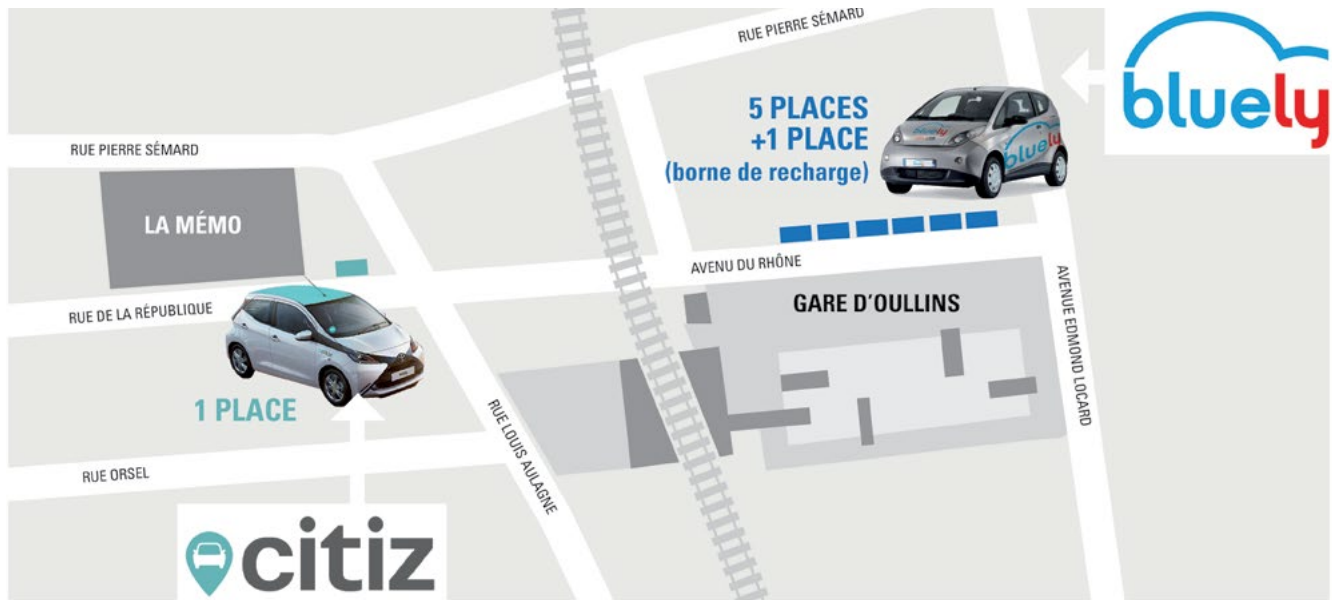 RUE PIERRE SÉMARD
bluely
5 PLACES
+1 PLACE
(borne de recharge)
bluely
RUE PIERRE SÉMARD
LA MÉMO
AVENU DU RHÔNE
RUE DE LA RÉPUBLIQUE
GARE D'OULLINS
AVENUE EDMOND LOCARD
1 PLACE
RUE LOUIS AULAGNE
RUE ORSEL
citiz